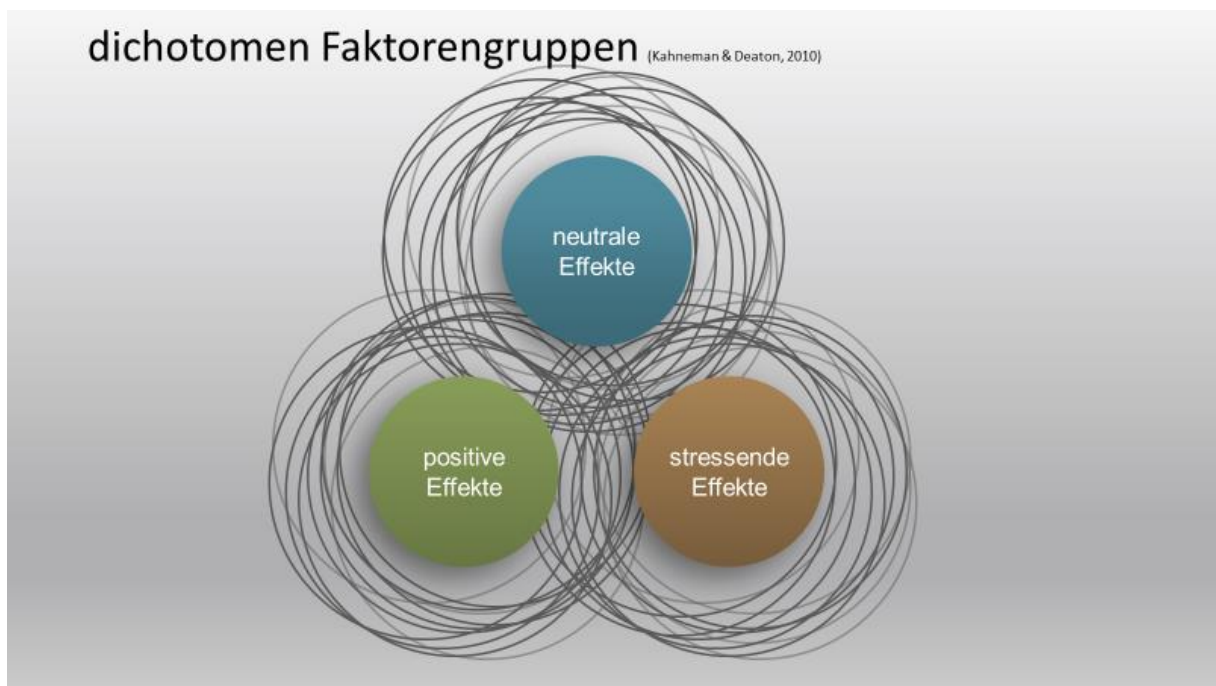 dichotomen Faktorengruppen (Kahneman & Deaton, 2010)
neutrale
Effekte
positive
Effekte
stressende
Effekte